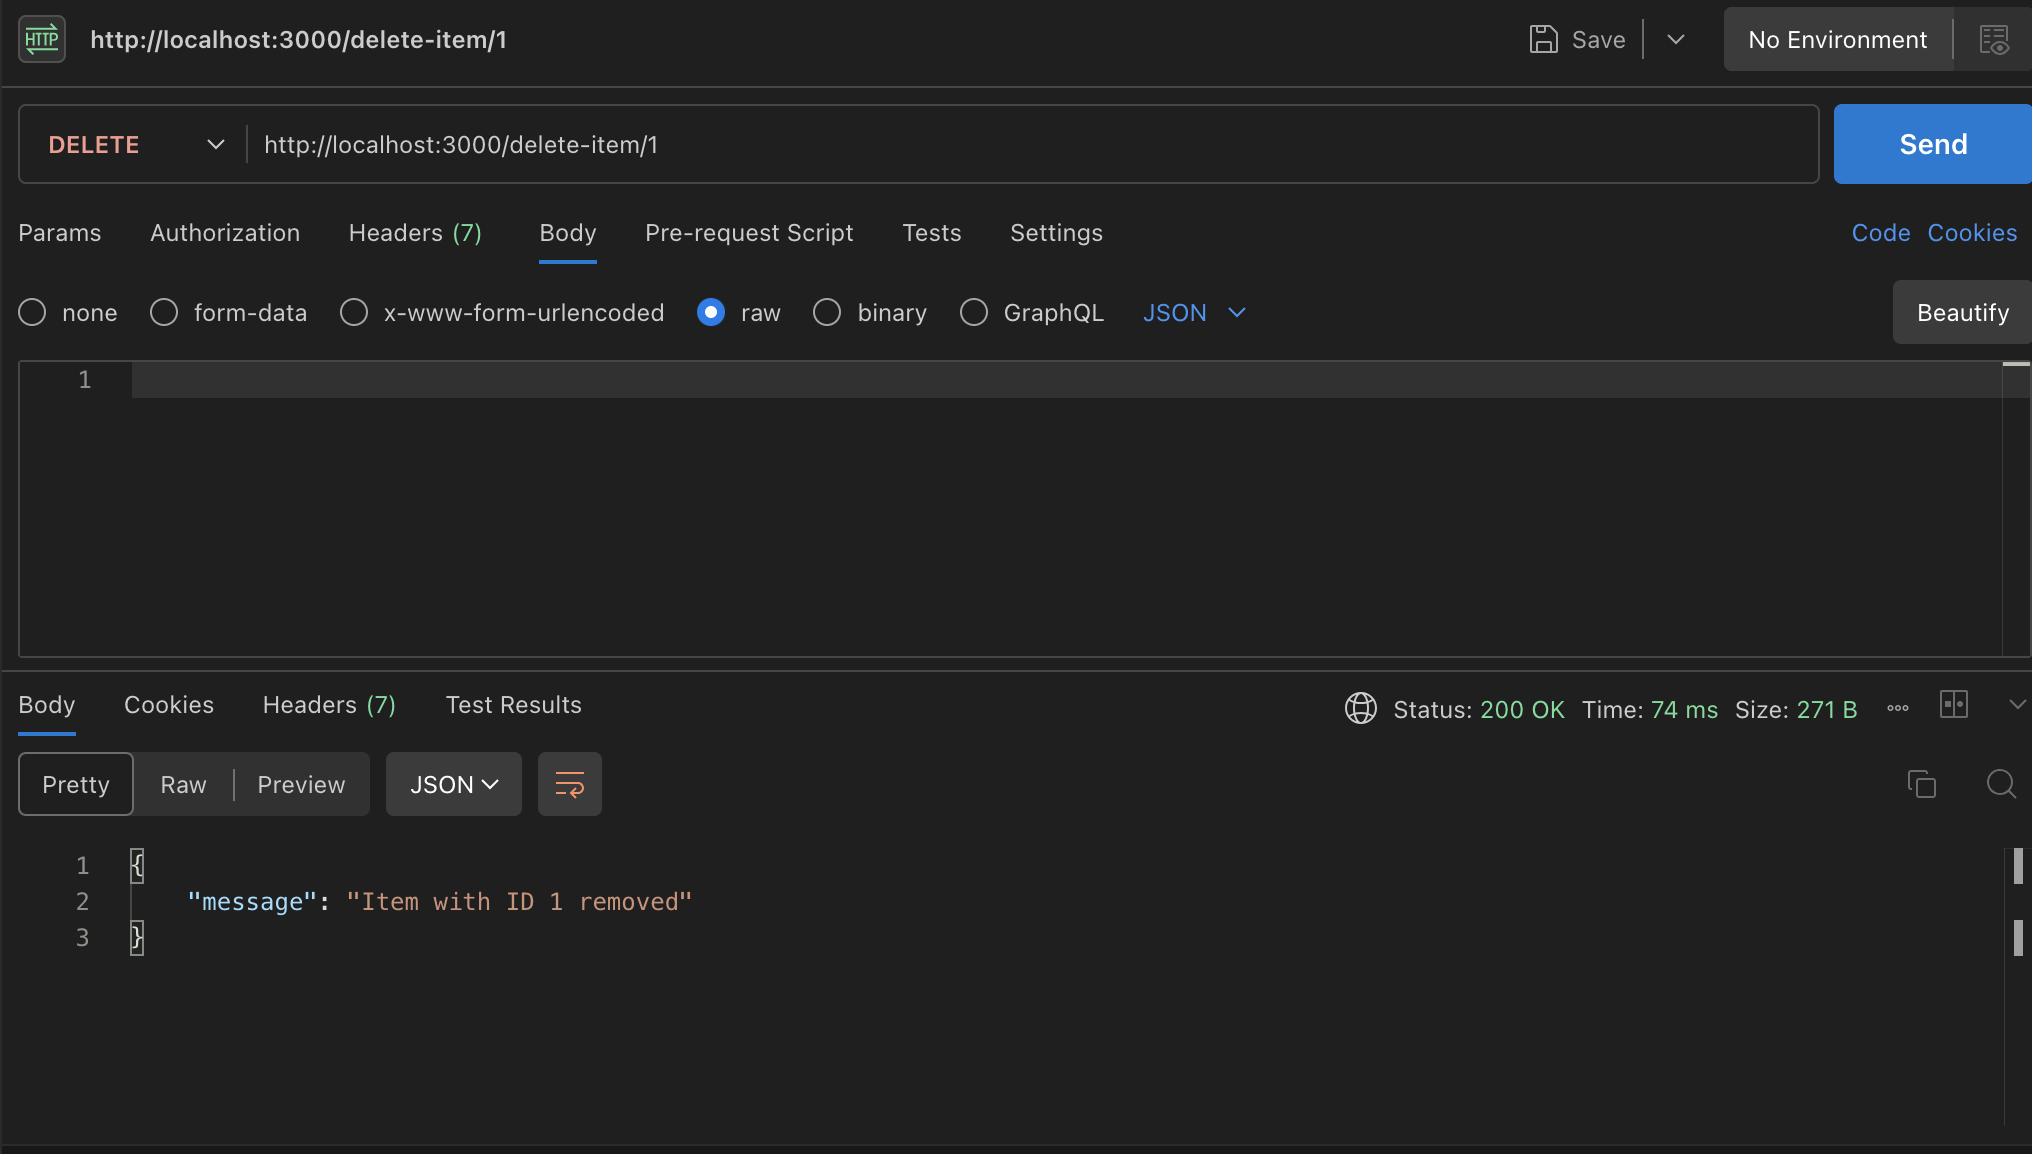 HTTP http://localhost:3000/delete-item/1 Save No Environment
DELETE http://localhost:3000/delete-item/1 Send
Params Authorization Headers (7) Body Pre-request Script Tests Settings Code Cookies
none form-data x-www-form-urlencoded raw binary GraphQL JSON Beautify
1
Body Cookies Headers (7) Test Results Status: 200 OK Time: 74 ms Size: 271 B
Pretty Raw Preview JSON
1 {
2 "message": "Item with ID 1 removed"
3 }